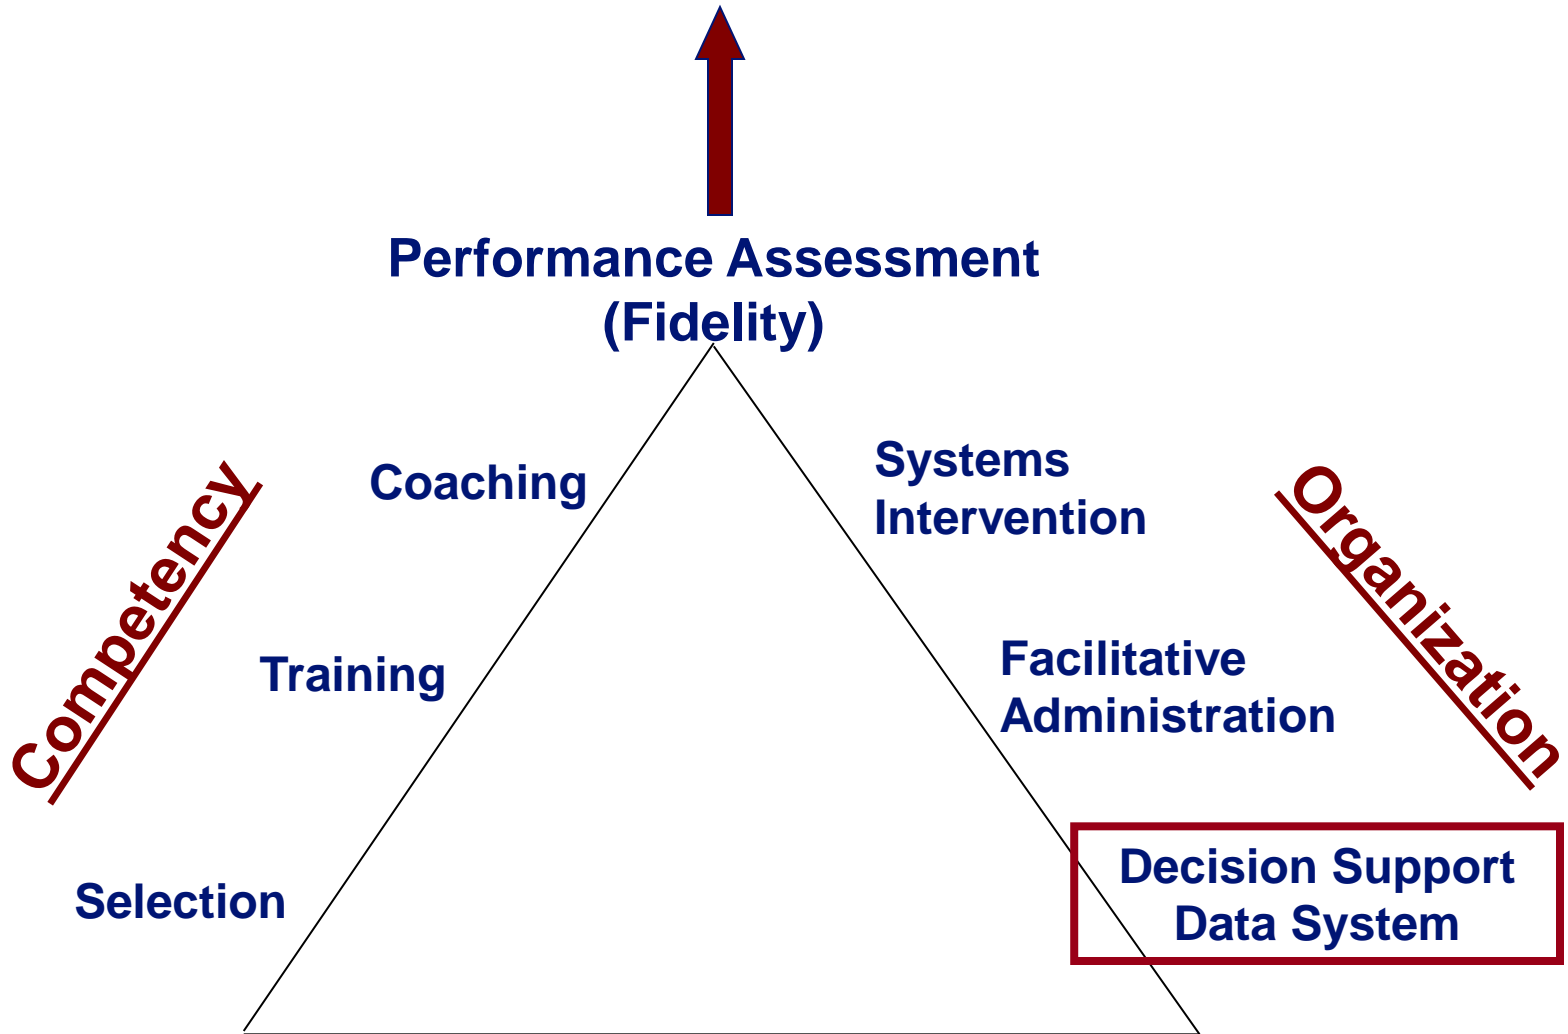 Performance Assessment
(Fidelity)
Coaching
Systems
Intervention
Competency
Organization
Training
Facilitative
Administration
Selection
Decision Support
Data System